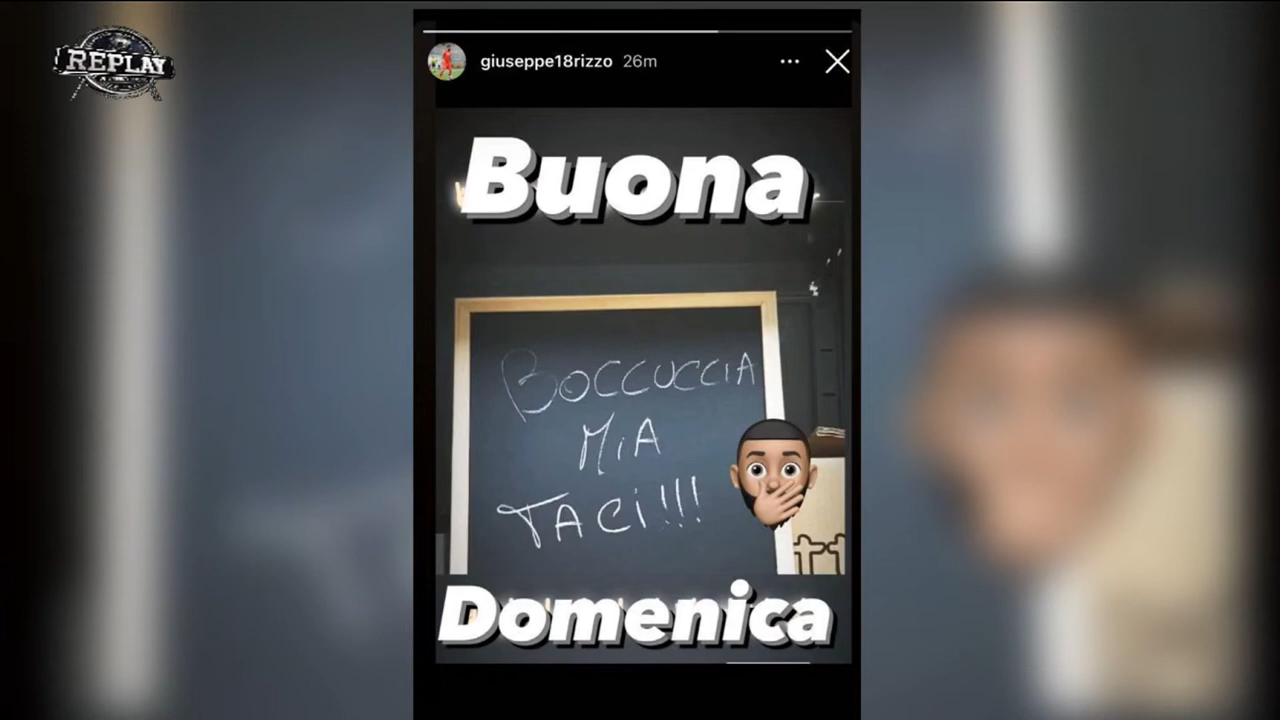 REPLAY
giuseppe18rizzo 26m
Buona
BOCCUCCIA
MiA
TACi!!!
Domenica